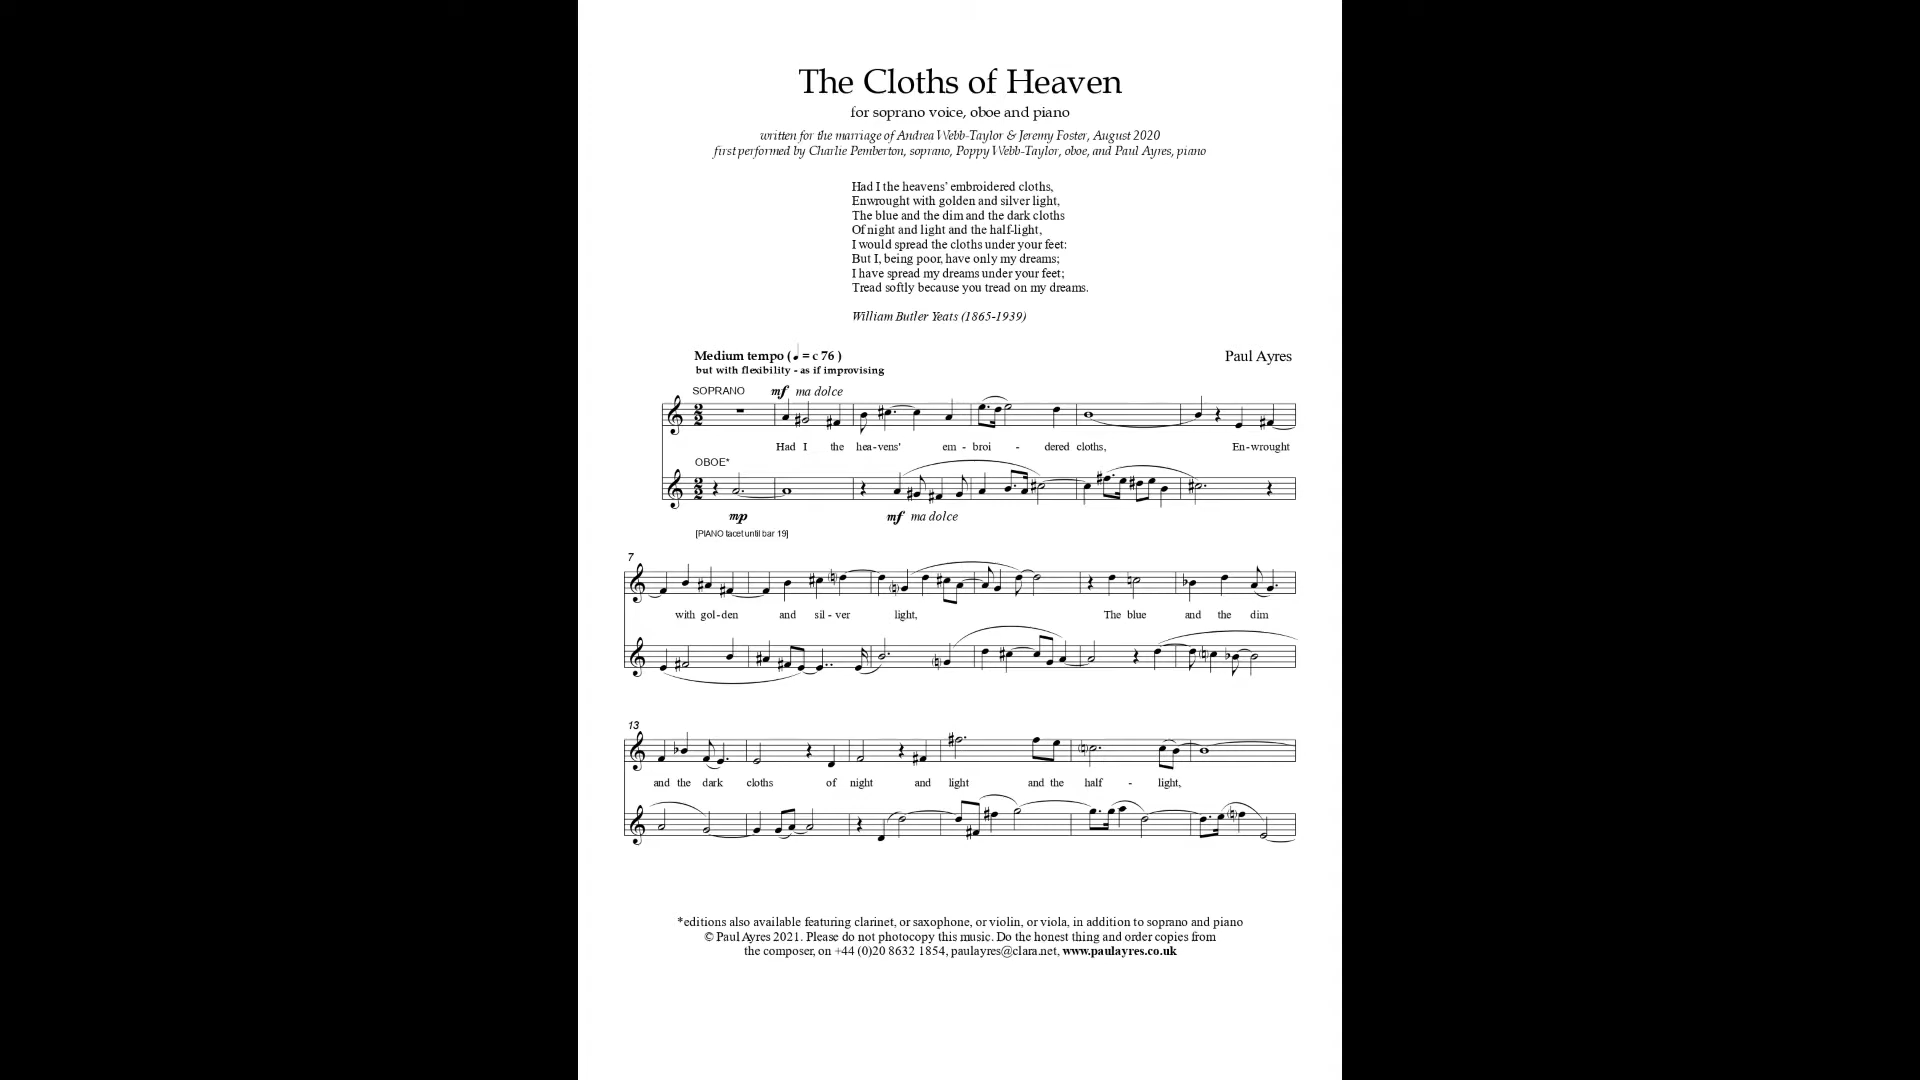 The Cloths of Heaven
for soprano voice, oboe and piano
written for the marriage of Andrea Webb-Taylor & Jeremy Foster, August 2020
first performed by Charlie Pemberton, soprano, Poppy Webb-Taylor, oboe, and Paul Ayres, piano
Had I the heavens' embroidered cloths,
Enwrought with golden and silver light,
The blue and the dim and the dark cloths
Of night and light and the half-light,
I would spread the cloths under your feet:
But I, being poor, have only my dreams;
I have spread my dreams under your feet;
Tread softly because you tread on my dreams.
William Butler Yeats (1865-1939)
Medium tempo (♩ = c 76 )
Paul Ayres
but with flexibility - as if improvising
SOPRANO mf ma dolce
Had I the hea-vens' em - broi - dered cloths, En-wrought
OBOE*
mp mf ma dolce
[PIANO tacet until bar 19]
7
with gol-den and sil - ver light, The blue and the dim
13
and the dark cloths of night and light and the half - light,
*editions also available featuring clarinet, or saxophone, or violin, or viola, in addition to soprano and piano
© Paul Ayres 2021. Please do not photocopy this music. Do the honest thing and order copies from
the composer, on +44 (0)20 8632 1854, paulayres@clara.net, www.paulayres.co.uk